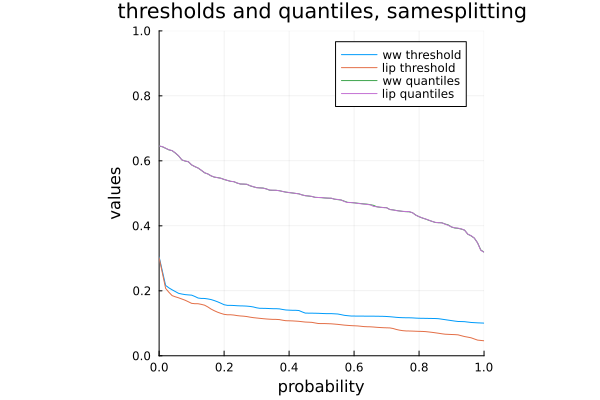 thresholds and quantiles, samesplitting
1.0
ww threshold
lip threshold
ww quantiles
lip quantiles
0.8
0.6
values
0.4
0.2
0.0
0.0 0.2 0.4 0.6 0.8 1.0
probability